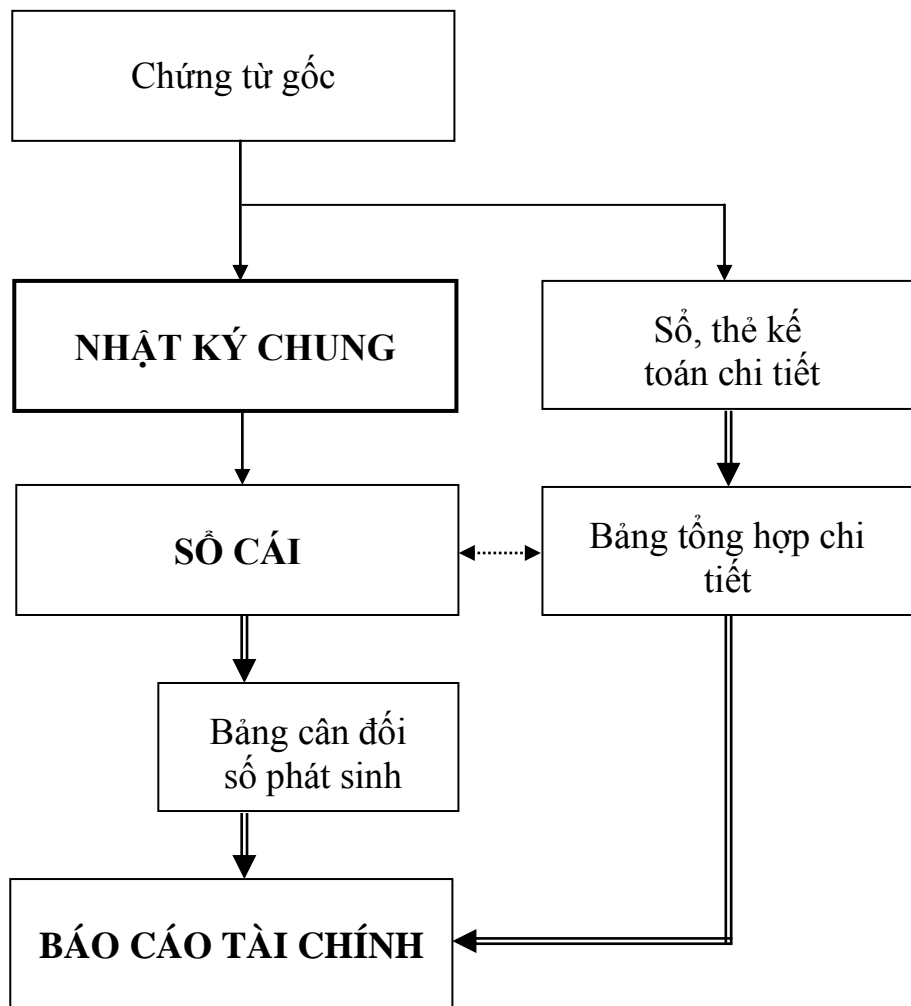 Chứng từ gốc
NHẬT KÝ CHUNG
Sổ, thẻ kế
toán chi tiết
SỔ CÁI
Bảng tổng hợp chi
tiết
Bảng cân đối
số phát sinh
BÁO CÁO TÀI CHÍNH